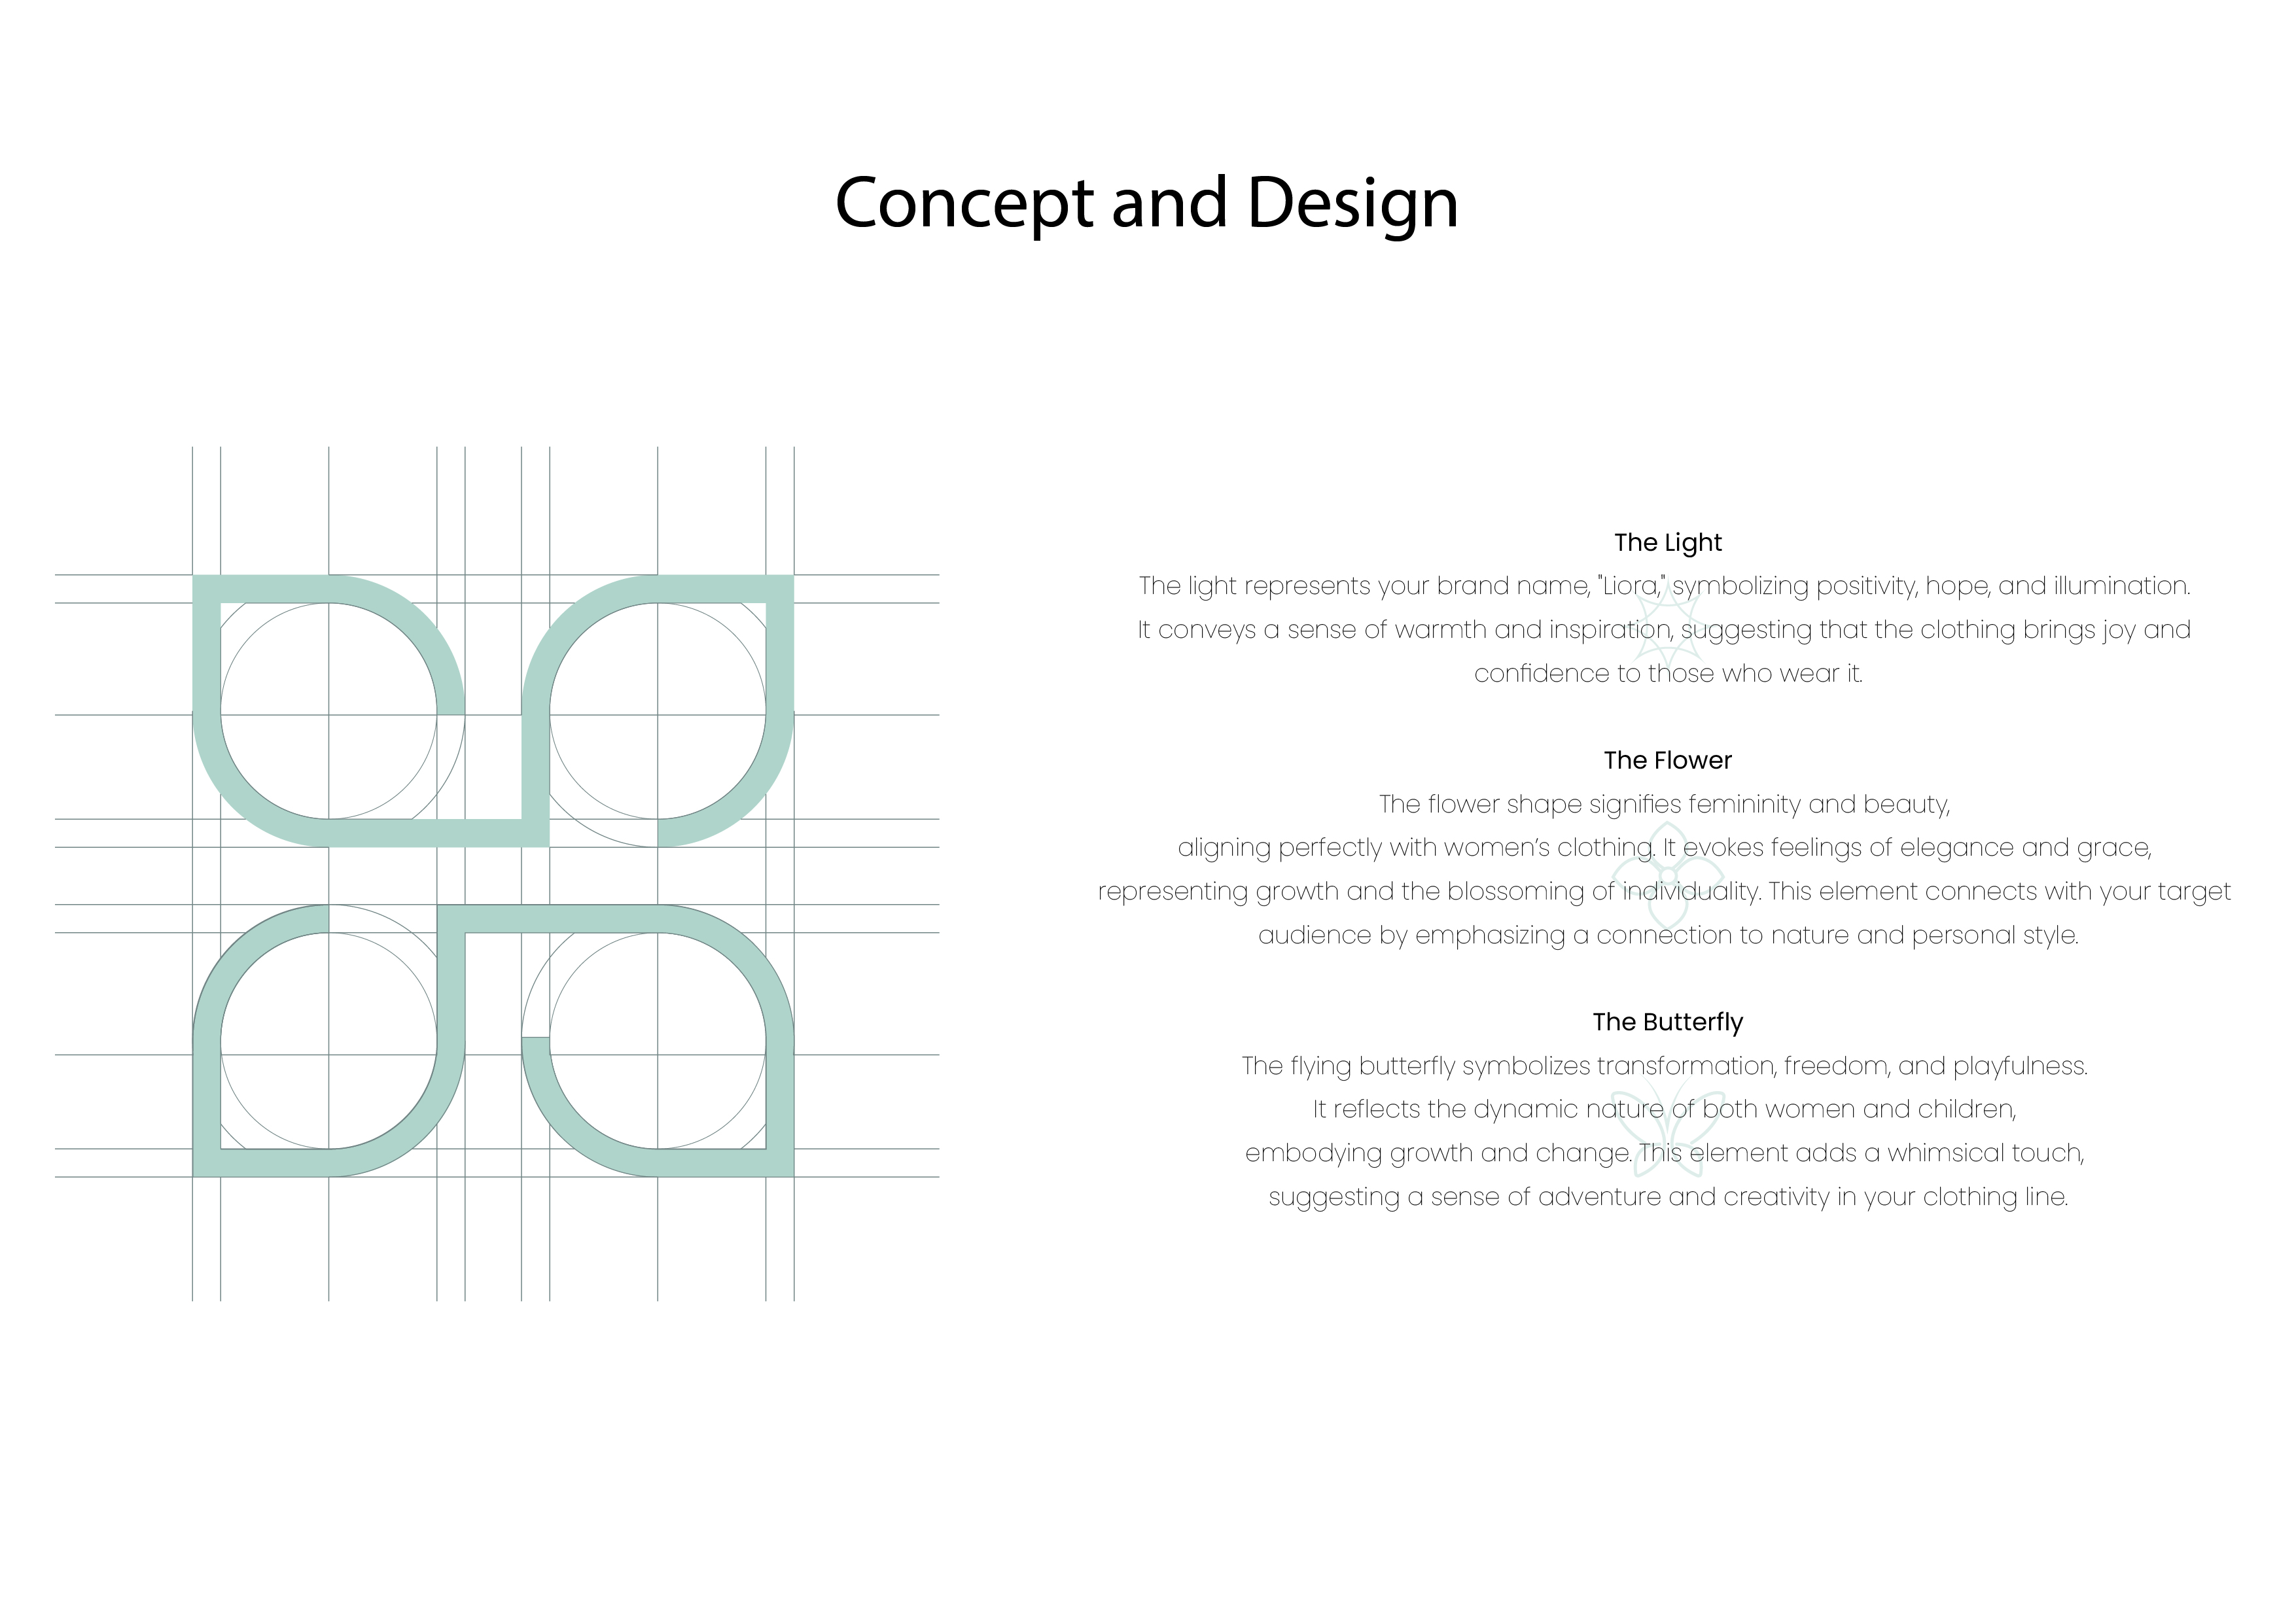 Concept and Design
The Light
The light represents your brand name, "Liora," symbolizing positivity, hope, and illumination.
It conveys a sense of warmth and inspiration, suggesting that the clothing brings joy and
confidence to those who wear it.
The Flower
The flower shape signifies femininity and beauty,
aligning perfectly with women’s clothing. It evokes feelings of elegance and grace,
representing growth and the blossoming of individuality. This element connects with your target
audience by emphasizing a connection to nature and personal style.
The Butterfly
The flying butterfly symbolizes transformation, freedom, and playfulness.
It reflects the dynamic nature of both women and children,
embodying growth and change. This element adds a whimsical touch,
suggesting a sense of adventure and creativity in your clothing line.